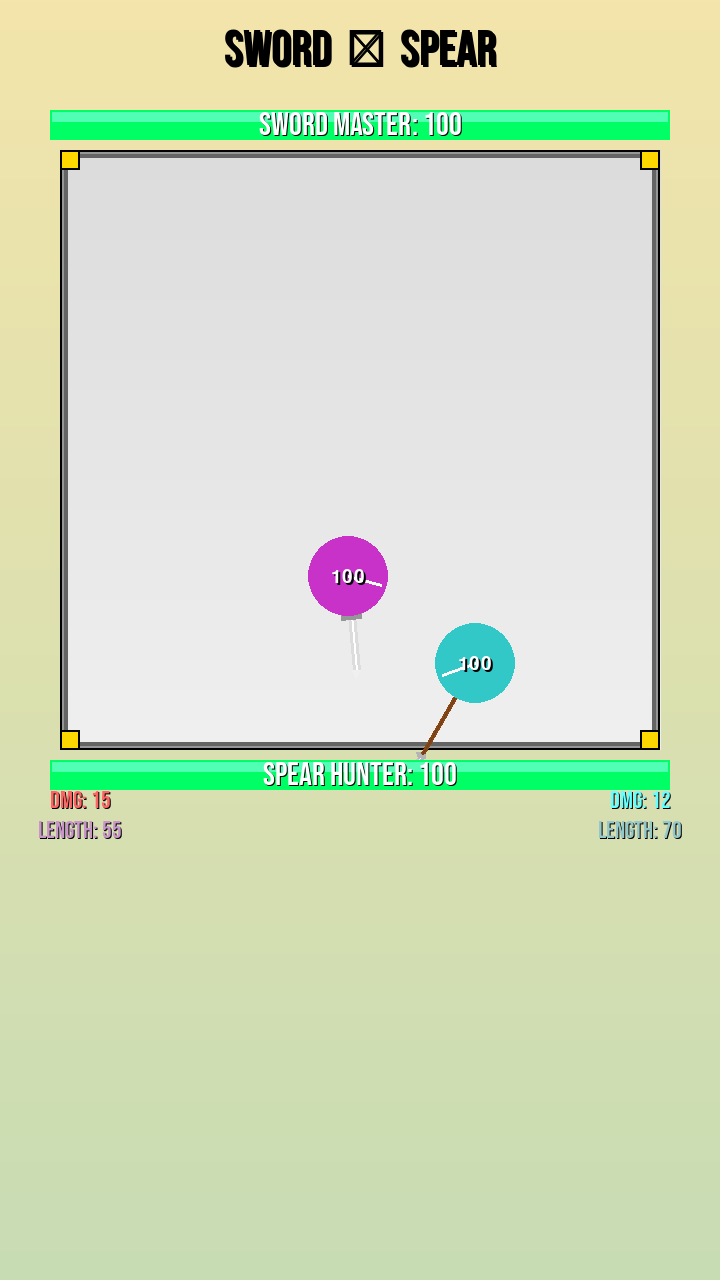 SWORD ☒ SPEAR
SWORD MASTER: 100
100
100
SPEAR HUNTER: 100
DMG: 15
DMG: 12
LENGTH: 55
LENGTH: 70